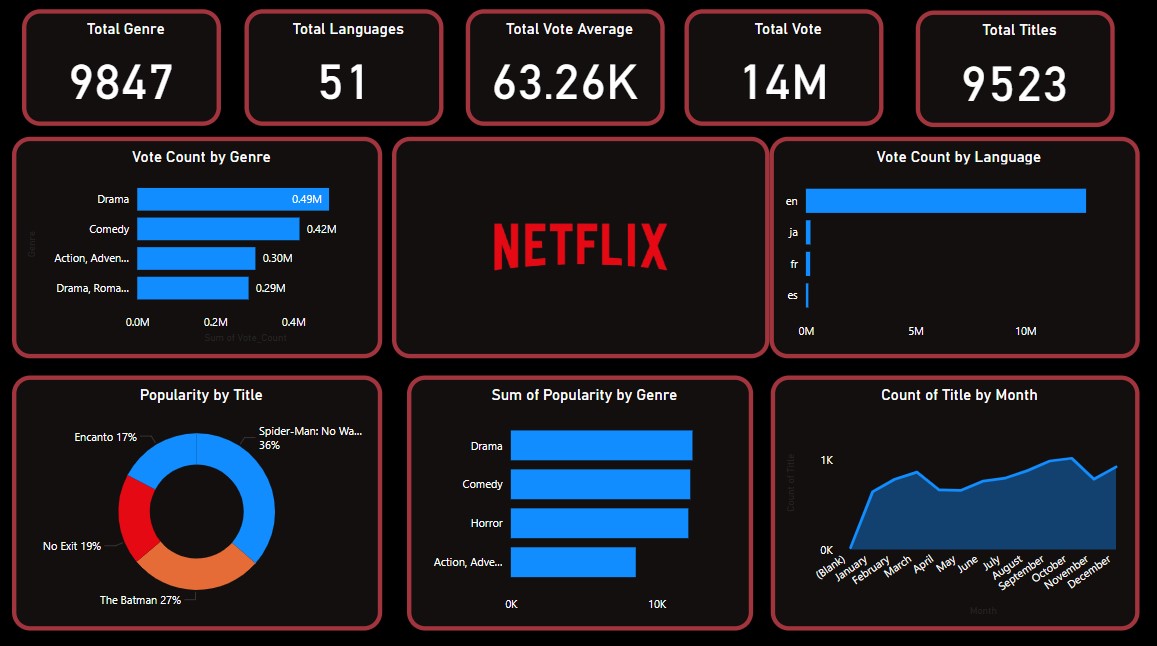 Total Genre
9847
Total Languages
51
Total Vote Average
63.26K
Total Vote
14M
Total Titles
9523
Vote Count by Genre
Genre
Drama
0.49M
Comedy
0.42M
Action, Adven...
0.30M
Drama, Roma...
0.29M
0.0M 0.2M 0.4M
Sum of Vote_Count
NETFLIX
Vote Count by Language
en
ja
fr
es
0M 5M 10M
Popularity by Title
Encanto 17%
Spider-Man: No Wa...
36%
No Exit 19%
The Batman 27%
Sum of Popularity by Genre
Drama
Comedy
Horror
Action, Adve...
0K 10K
Count of Title by Month
Count of Title
1K
0K
(Blank)
January
February
March
April
May
June
July
August
September
October
November
December
Month